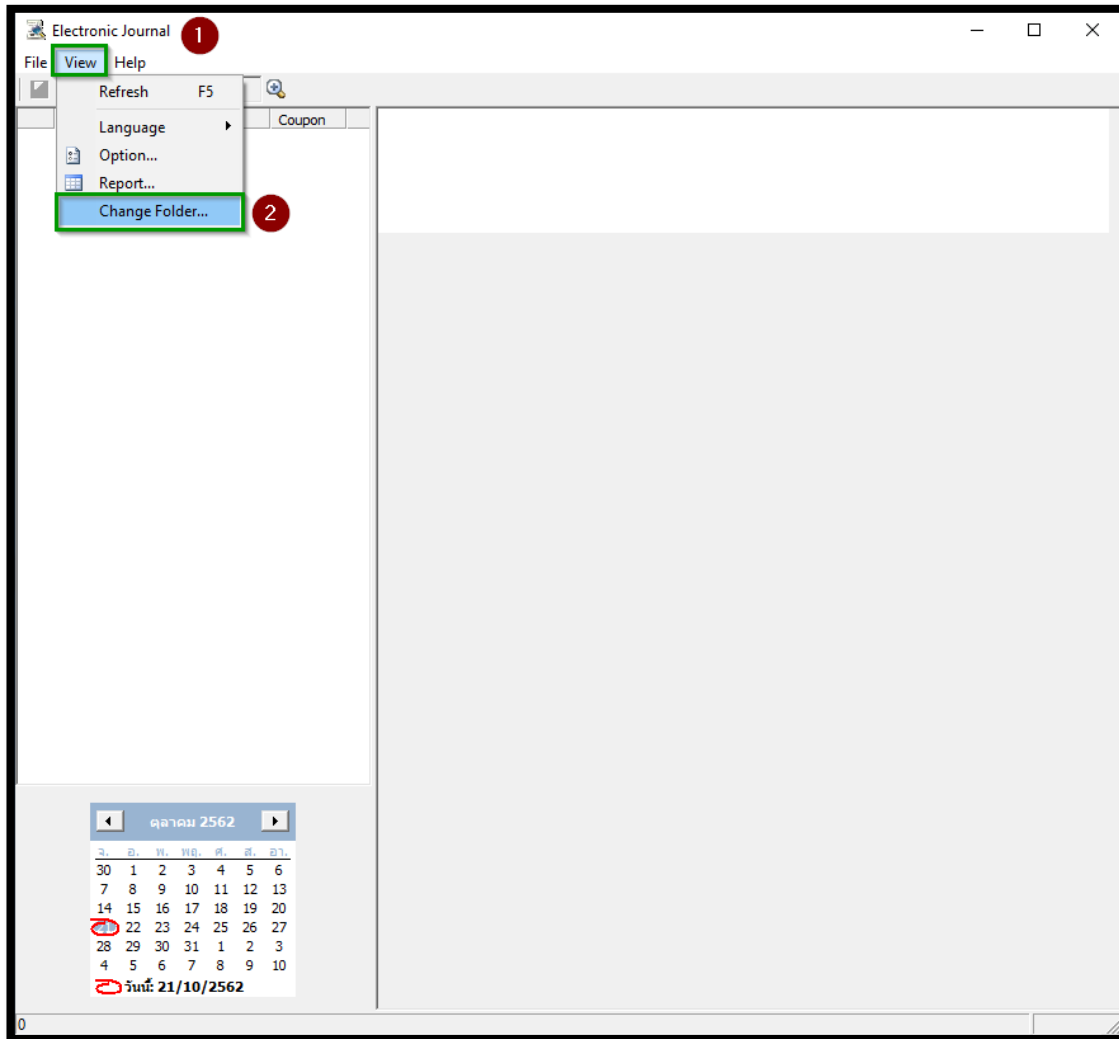 Electronic Journal 1
File View Help
Refresh F5
Coupon
Language
Option...
Report...
Change Folder... 2
ตุลาคม 2562
จ. อ. พ. พฤ. ศ. ส. อา.
30 1 2 3 4 5 6
7 8 9 10 11 12 13
14 15 16 17 18 19 20
21 22 23 24 25 26 27
28 29 30 31 1 2 3
4 5 6 7 8 9 10
วันนี้: 21/10/2562
0